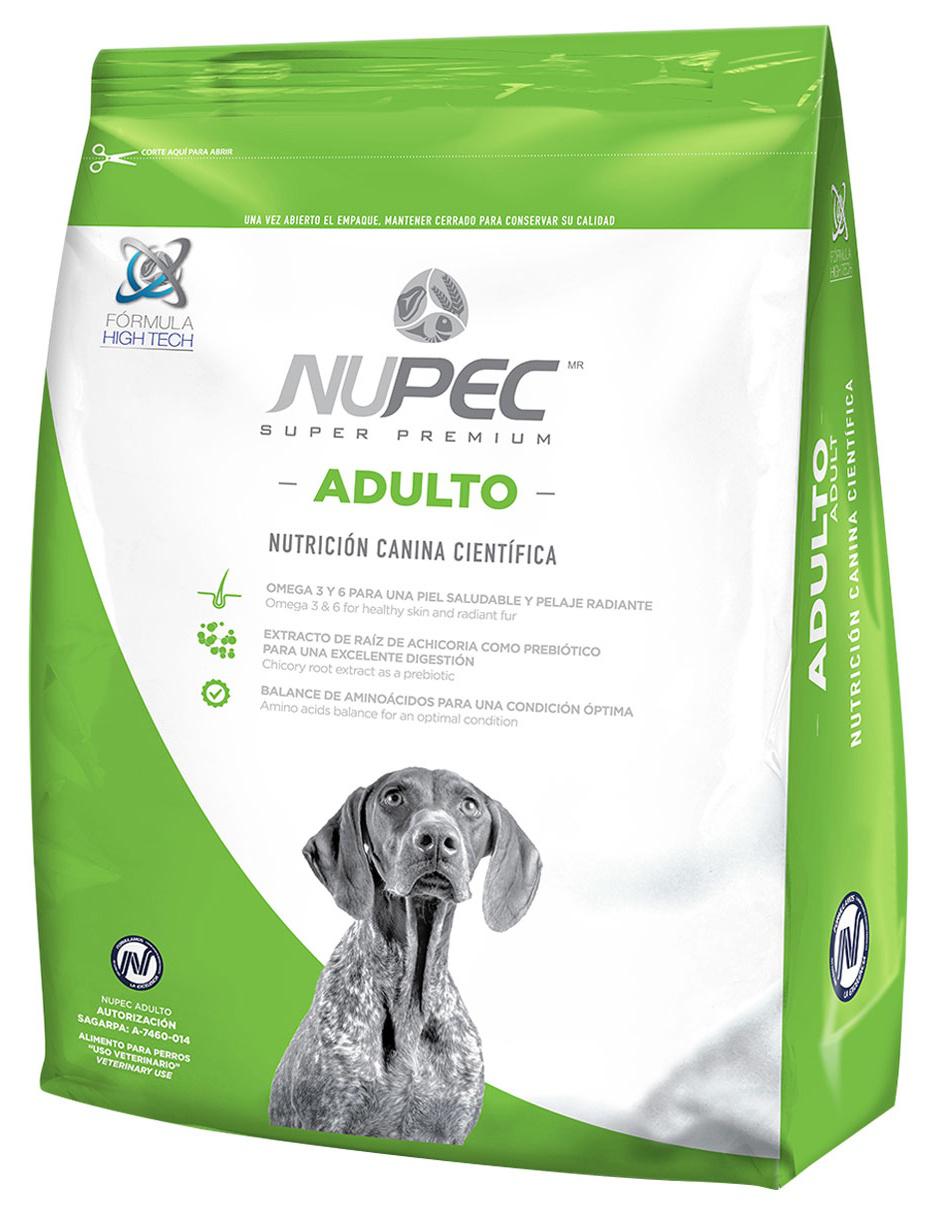 CORTE AQUÍ PARA ABRIR
UNA VEZ ABIERTO EL EMPAQUE, MANTENER CERRADO PARA CONSERVAR SU CALIDAD
FÓRMULA
HIGH TECH
NUPEC MR
SUPER PREMIUM
- ADULTO -
NUTRICIÓN CANINA CIENTÍFICA
OMEGA 3 Y 6 PARA UNA PIEL SALUDABLE Y PELAJE RADIANTE
Omega 3 & 6 for healthy skin and radiant fur
EXTRACTO DE RAÍZ DE ACHICORIA COMO PREBIÓTICO
PARA UNA EXCELENTE DIGESTIÓN
Chicory root extract as a prebiotic
BALANCE DE AMINOÁCIDOS PARA UNA CONDICIÓN ÓPTIMA
Amino acids balance for an optimal condition
N
NUPEC ADULTO
AUTORIZACIÓN
SAGARPA: A-7460-014
ALIMENTO PARA PERROS
"USO VETERINARIO"
VETERINARY USE
FÓRMULA
HIGH TECH
ADULTO
ADULT
NUTRICIÓN CANINA CIENTÍFICA
N